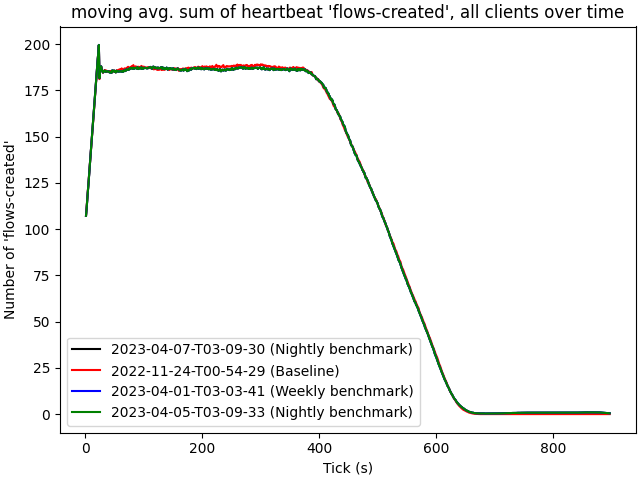 moving avg. sum of heartbeat 'flows-created', all clients over time
Number of 'flows-created'
200
175
150
125
100
75
50
25
0
2023-04-07-T03-09-30 (Nightly benchmark)
2022-11-24-T00-54-29 (Baseline)
2023-04-01-T03-03-41 (Weekly benchmark)
2023-04-05-T03-09-33 (Nightly benchmark)
0 200 400 600 800
Tick (s)